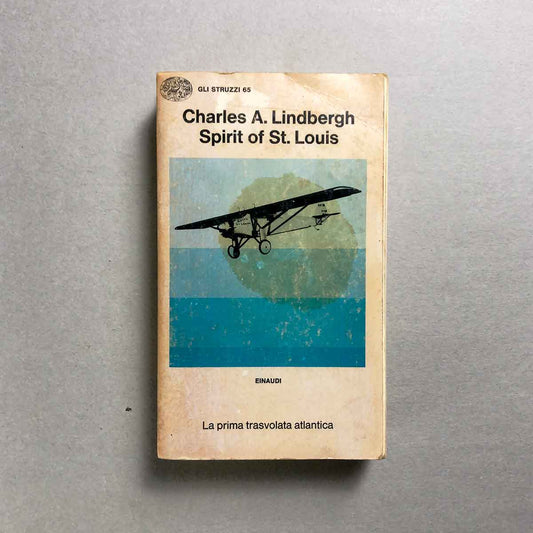 GLI STRUZZI 65
Charles A. Lindbergh
Spirit of St. Louis
EINAUDI
La prima trasvolata atlantica